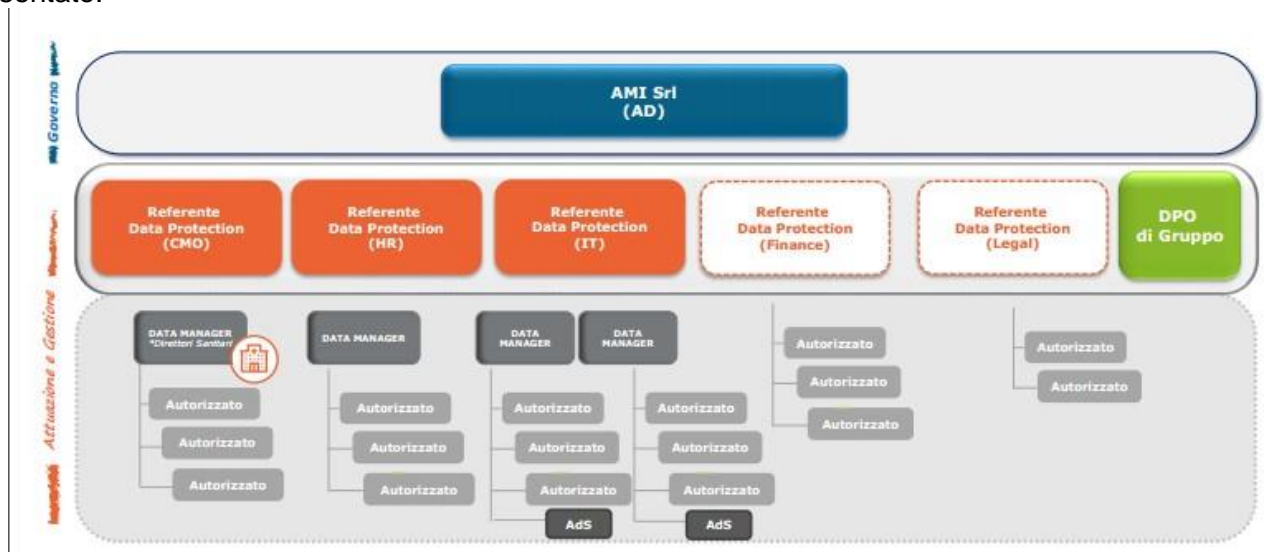 Governo
AMI Srl
(AD)
Referente
Data Protection
(CMO)
Referente
Data Protection
(HR)
Referente
Data Protection
(IT)
Referente
Data Protection
(Finance)
Referente
Data Protection
(Legal)
DPO
di Gruppo
Attuazione e Gestione
DATA MANAGER
*Direttori Sanitari
Autorizzato
Autorizzato
Autorizzato
DATA MANAGER
Autorizzato
Autorizzato
Autorizzato
DATA
MANAGER
Autorizzato
Autorizzato
Autorizzato
AdS
DATA
MANAGER
Autorizzato
Autorizzato
Autorizzato
AdS
Autorizzato
Autorizzato
Autorizzato
Autorizzato
Autorizzato